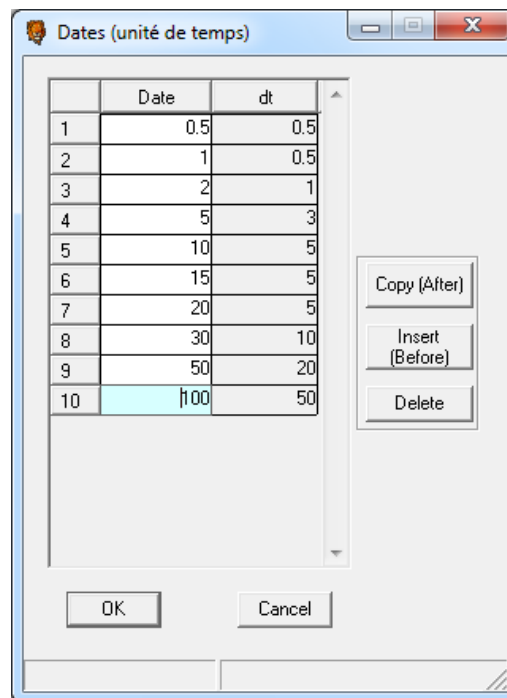 Dates (unité de temps)
Date dt
1 0.5 0.5
2 1 0.5
3 2 1
4 5 3
5 10 5
6 15 5
7 20 5
8 30 10
9 50 20
10 100 50
Copy (After)
Insert
(Before)
Delete
OK Cancel